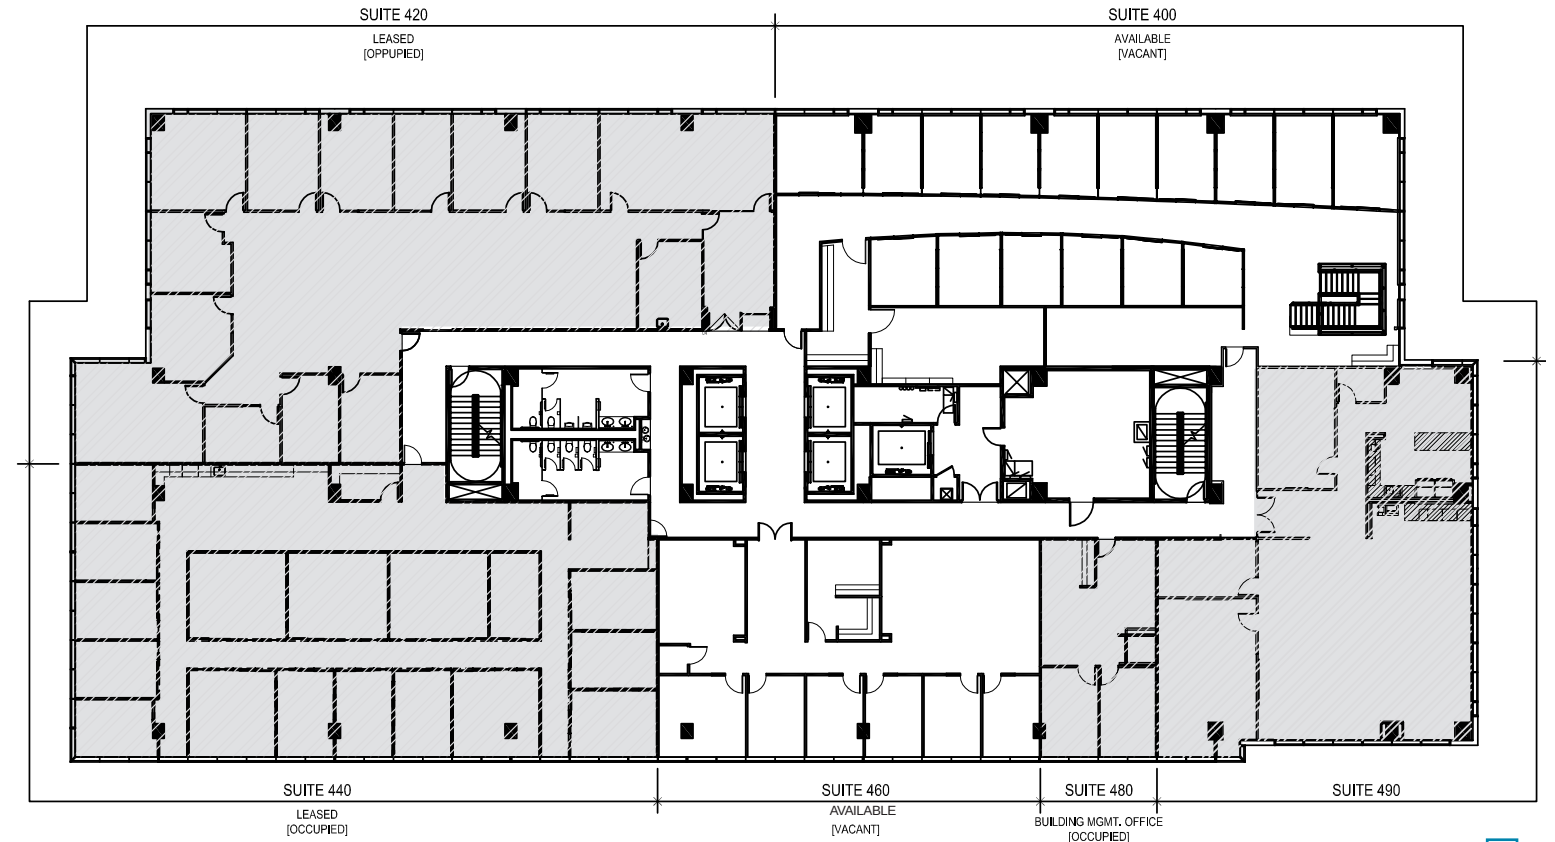 SUITE 420
LEASED
[OPPUPIED]
SUITE 400
AVAILABLE
[VACANT]
SUITE 440
LEASED
[OCCUPIED]
SUITE 460
AVAILABLE
[VACANT]
SUITE 480
BUILDING MGMT. OFFICE
[OCCUPIED]
SUITE 490